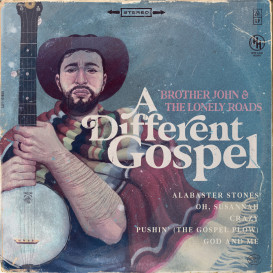 STEREO
BROTHER JOHN &
THE LONELY ROADS
A
Different
Gospel
ALABASTER STONES
OH, SUSANNAH
CRAZY
PUSHIN' (THE GOSPEL PLOW)
GOD AND ME